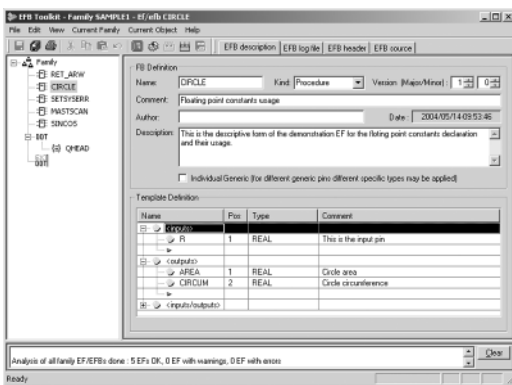 EFB Toolkit - Family SAMPLE1 - Ef/efb CIRCLE
File Edit View Current Family Current Object Help
EFB description EFB log file EFB header EFB source
Family
RET_ARW
CIRCLE
SETSYSERR
MASTSCAN
SINCOS
DDT
QHEAD
DDT
FB Definition
Name: CIRCLE Kind: Procedure Version (Major/Minor) : 1 0
Comment: Floating point constants usage
Author: Date : 2004/05/14-09:53:46
Description: This is the descriptive form of the demonstration EF for the floting point constants declaration
and their usage.
Individual Generic (for different generic pins different specific types may be applied)
Template Definition
Name Pos Type Comment
<inputs>
R 1 REAL This is the input pin
<outputs>
AREA 1 REAL Circle area
CIRCUM 2 REAL Circle circumference
<inputs/outputs>
Analysis of all family EF/EFBs done : 5 EFs OK, 0 EF with warnings, 0 EF with errors
Clear
Ready